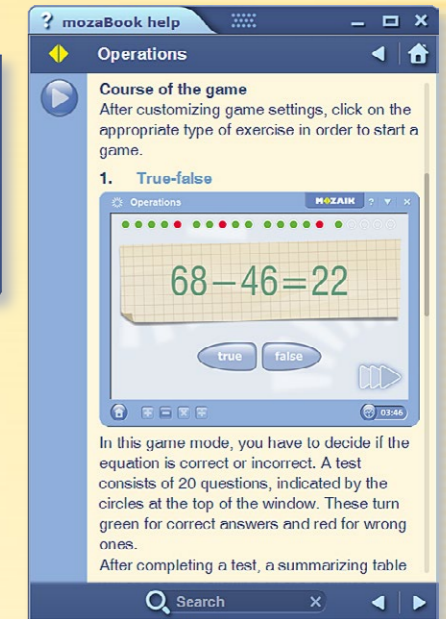 ? mozaBook help
Operations
Course of the game
After customizing game settings, click on the
appropriate type of exercise in order to start a
game.
1. True-false
Operations
MOZAIK
68−46=22
true false
03:46
In this game mode, you have to decide if the
equation is correct or incorrect. A test
consists of 20 questions, indicated by the
circles at the top of the window. These turn
green for correct answers and red for wrong
ones.
After completing a test, a summarizing table
Search